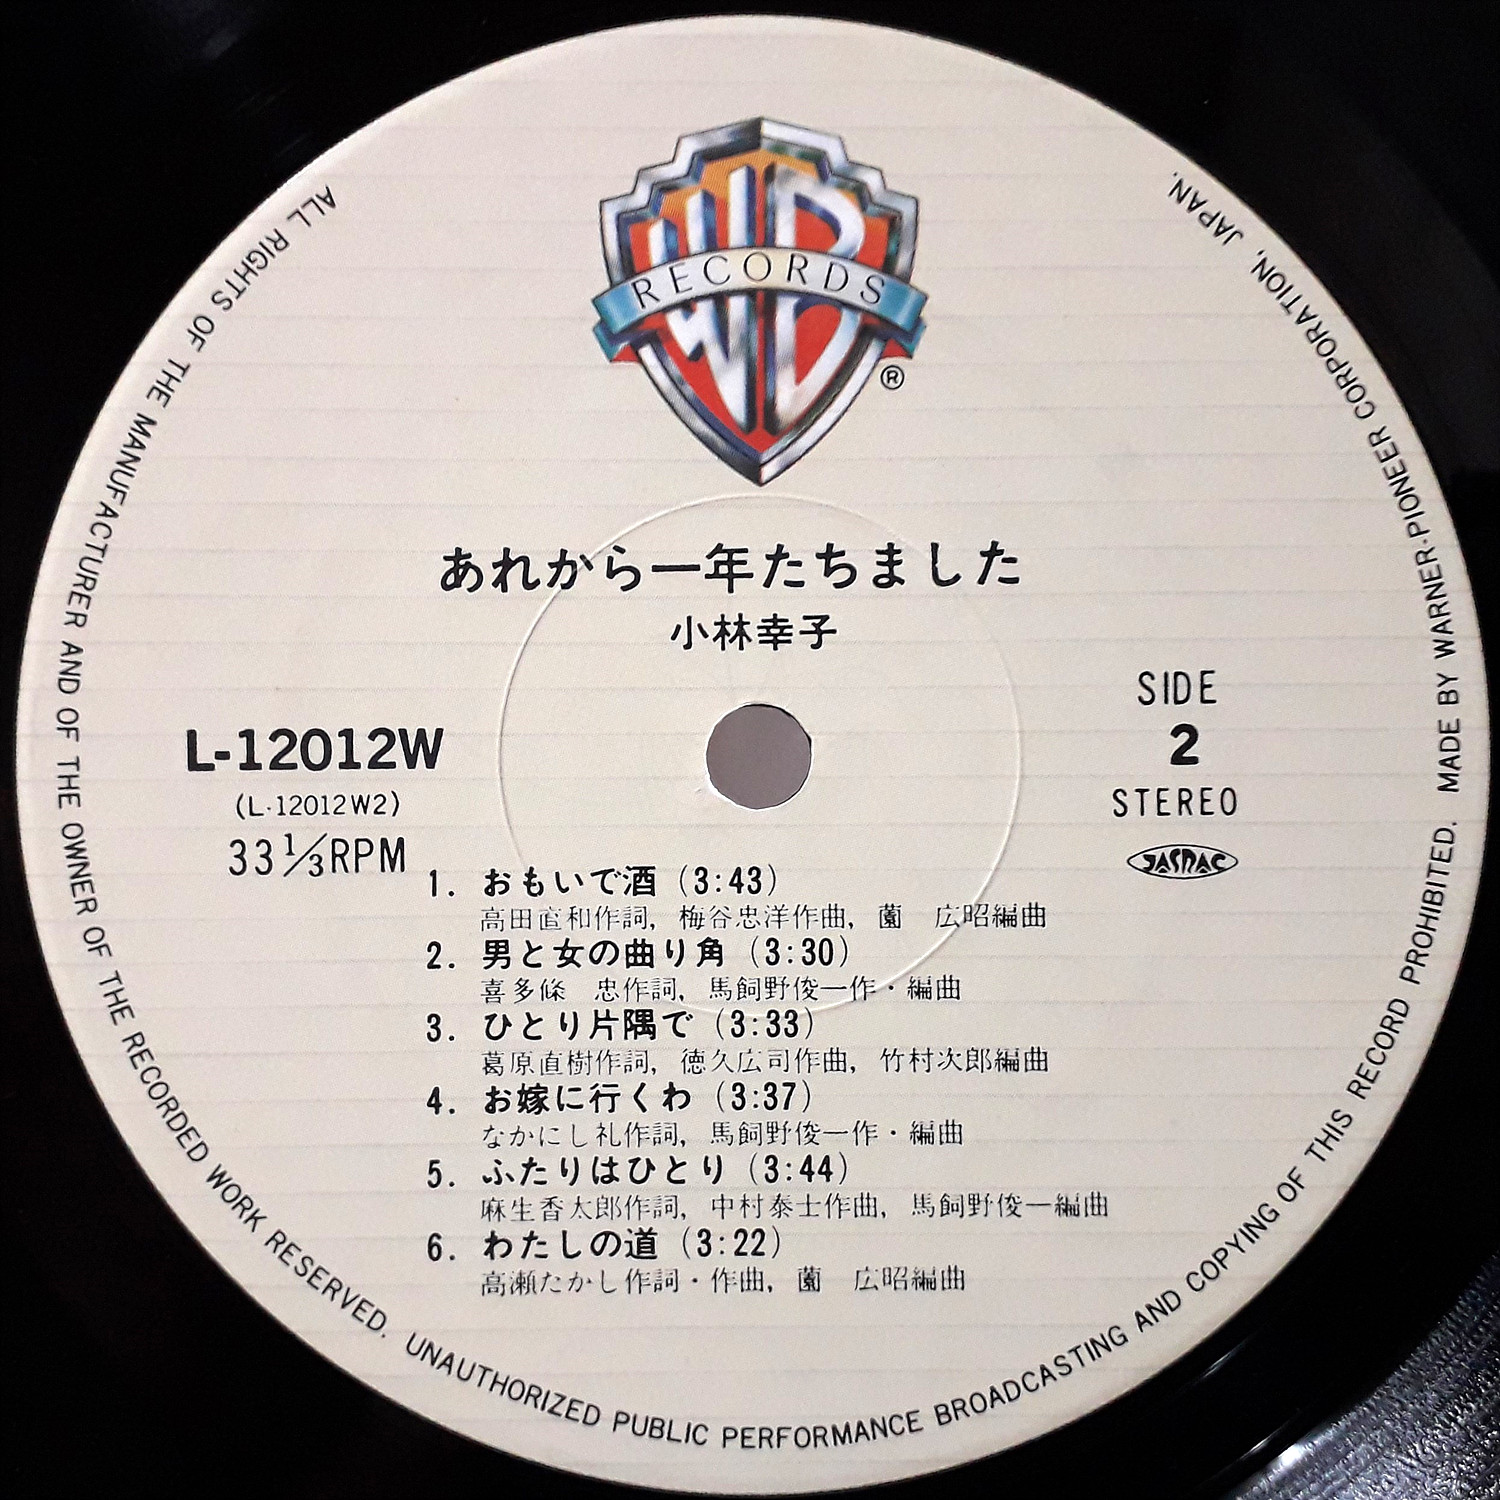 WB
RECORDS
®
あれから一年たちました
小林幸子
L-12012W
(L-12012W2)
33 1/3 RPM
SIDE
2
STEREO
JASRAC
1. おもいで酒 (3:43)
高田直和作詞, 梅谷忠洋作曲, 薗 広昭編曲
2. 男と女の曲り角 (3:30)
喜多條 忠作詞, 馬飼野俊一作・編曲
3. ひとり片隅で (3:33)
葛原直樹作詞, 徳久広司作曲, 竹村次郎編曲
4. お嫁に行くわ (3:37)
なかにし礼作詞, 馬飼野俊一作・編曲
5. ふたりはひとり (3:44)
麻生香太郎作詞, 中村泰士作曲, 馬飼野俊一編曲
6. わたしの道 (3:22)
高瀬たかし作詞・作曲, 薗 広昭編曲
ALL RIGHTS OF THE MANUFACTURER AND OF THE OWNER OF THE RECORDED WORK RESERVED. UNAUTHORIZED PUBLIC PERFORMANCE BROADCASTING AND COPYING OF THIS RECORD PROHIBITED. MADE BY WARNER-PIONEER CORPORATION, JAPAN.